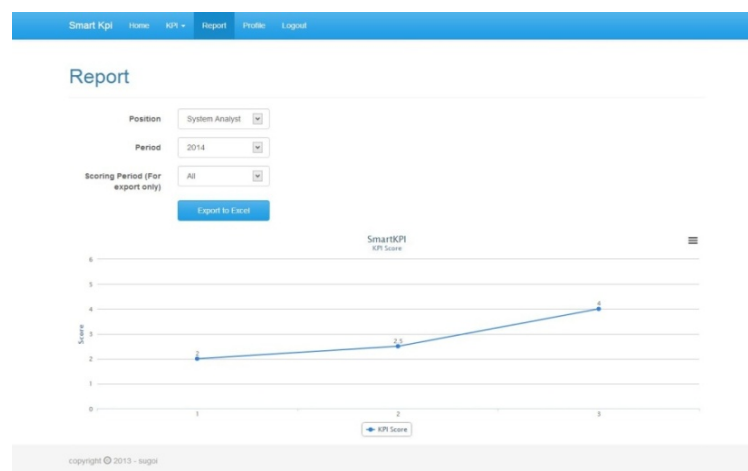 Smart Kpi Home KPI Report Profile Logout
Report
Position System Analyst
Period 2014
Scoring Period (For export only) All
Export to Excel
SmartKPI
KPI Score
6
5
4
3
2
1
0
Score
2
2.5
4
1 2 3
KPI Score
copyright © 2013 - sugoi